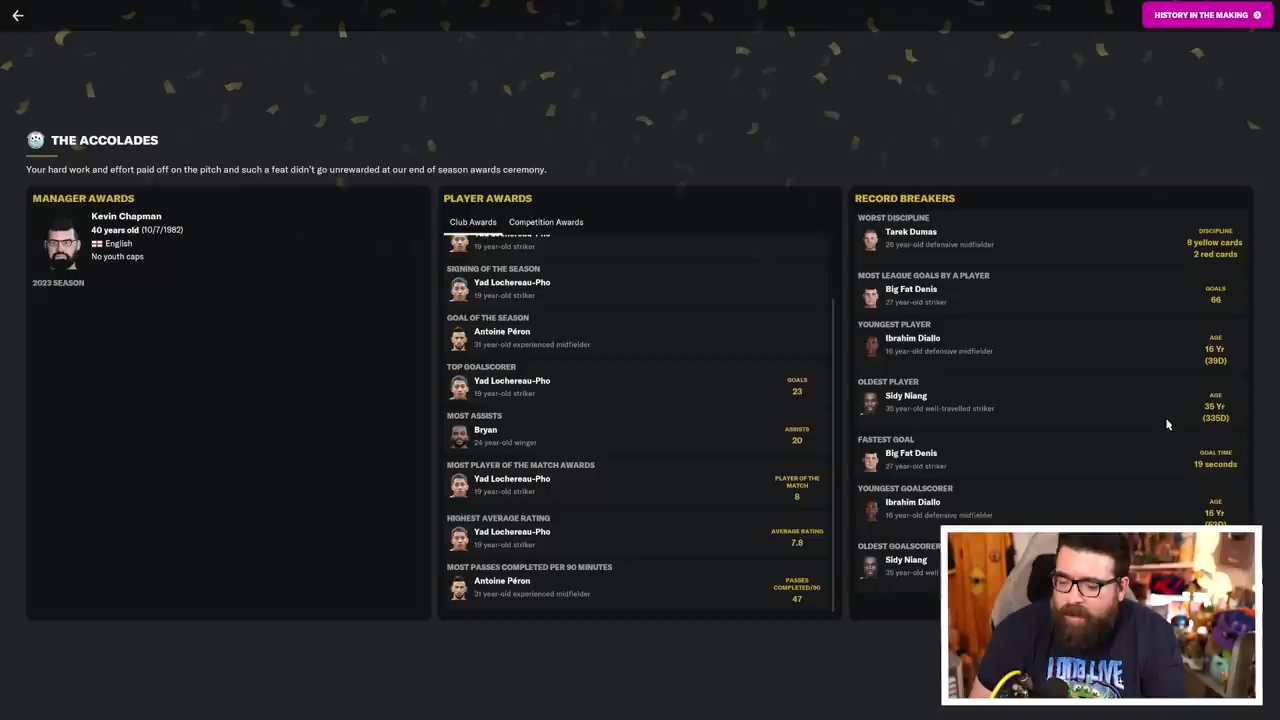 HISTORY IN THE MAKING
THE ACCOLADES
Your hard work and effort paid off on the pitch and such a feat didn't go unrewarded at our end of season awards ceremony.
MANAGER AWARDS
Kevin Chapman
40 years old (10/7/1982)
English
No youth caps
2023 SEASON
PLAYER AWARDS
Club Awards Competition Awards
Yad Lochereau-Pho
19 year-old striker
SIGNING OF THE SEASON
Yad Lochereau-Pho
19 year-old striker
GOAL OF THE SEASON
Antoine Péron
31 year-old experienced midfielder
TOP GOALSCORER
Yad Lochereau-Pho
19 year-old striker
GOALS
23
MOST ASSISTS
Bryan
24 year-old winger
ASSISTS
20
MOST PLAYER OF THE MATCH AWARDS
Yad Lochereau-Pho
19 year-old striker
PLAYER OF THE
MATCH
8
HIGHEST AVERAGE RATING
Yad Lochereau-Pho
19 year-old striker
AVERAGE RATING
7.8
MOST PASSES COMPLETED PER 90 MINUTES
Antoine Péron
31 year-old experienced midfielder
PASSES
COMPLETED/90
47
RECORD BREAKERS
WORST DISCIPLINE
Tarek Dumas
26 year-old defensive midfielder
DISCIPLINE
8 yellow cards
2 red cards
MOST LEAGUE GOALS BY A PLAYER
Big Fat Denis
27 year-old striker
GOALS
66
YOUNGEST PLAYER
Ibrahim Diallo
16 year-old defensive midfielder
AGE
16 Yr
(39D)
OLDEST PLAYER
Sidy Niang
35 year-old well-travelled striker
AGE
35 Yr
(335D)
FASTEST GOAL
Big Fat Denis
27 year-old striker
GOAL TIME
19 seconds
YOUNGEST GOALSCORER
Ibrahim Diallo
16 year-old defensive midfielder
AGE
16 Yr
OLDEST GOALSCORER
Sidy Niang
35 year-old well
LONG LIVE